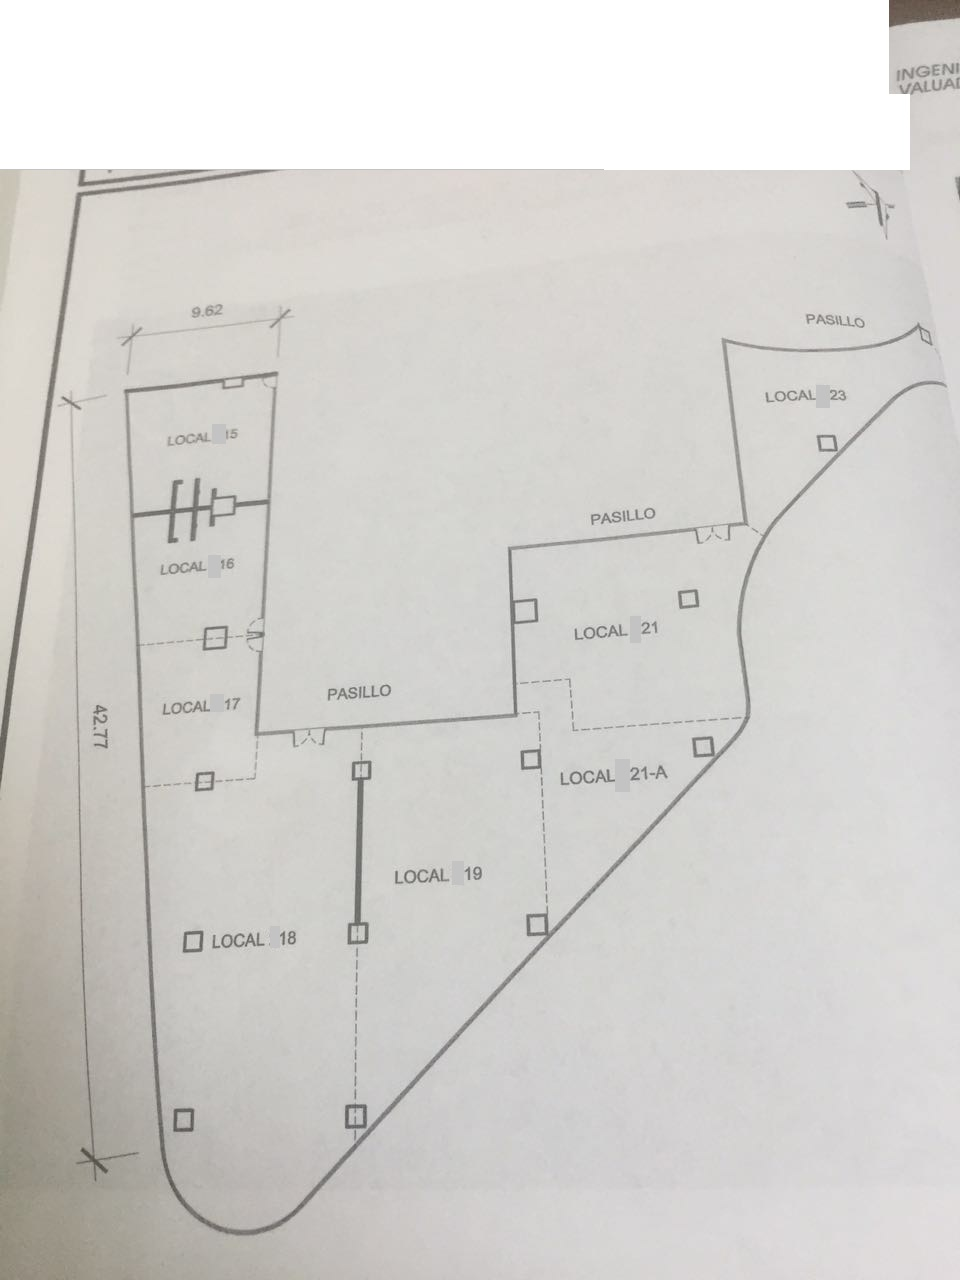 INGENI
VALUAD
9.62
PASILLO
LOCAL 23
LOCAL 15
PASILLO
LOCAL 16
LOCAL 21
PASILLO
LOCAL 17
42.77
LOCAL 21-A
LOCAL 19
LOCAL 18